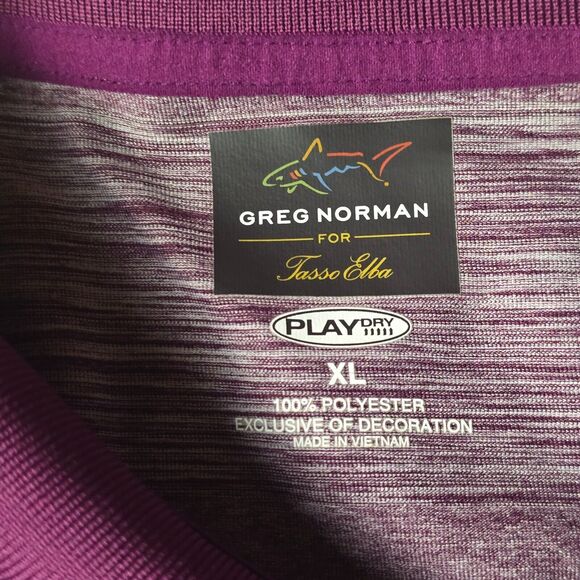 GREG NORMAN
FOR
Tasso Elba
PLAYDRY
XL
100% POLYESTER
EXCLUSIVE OF DECORATION
MADE IN VIETNAM